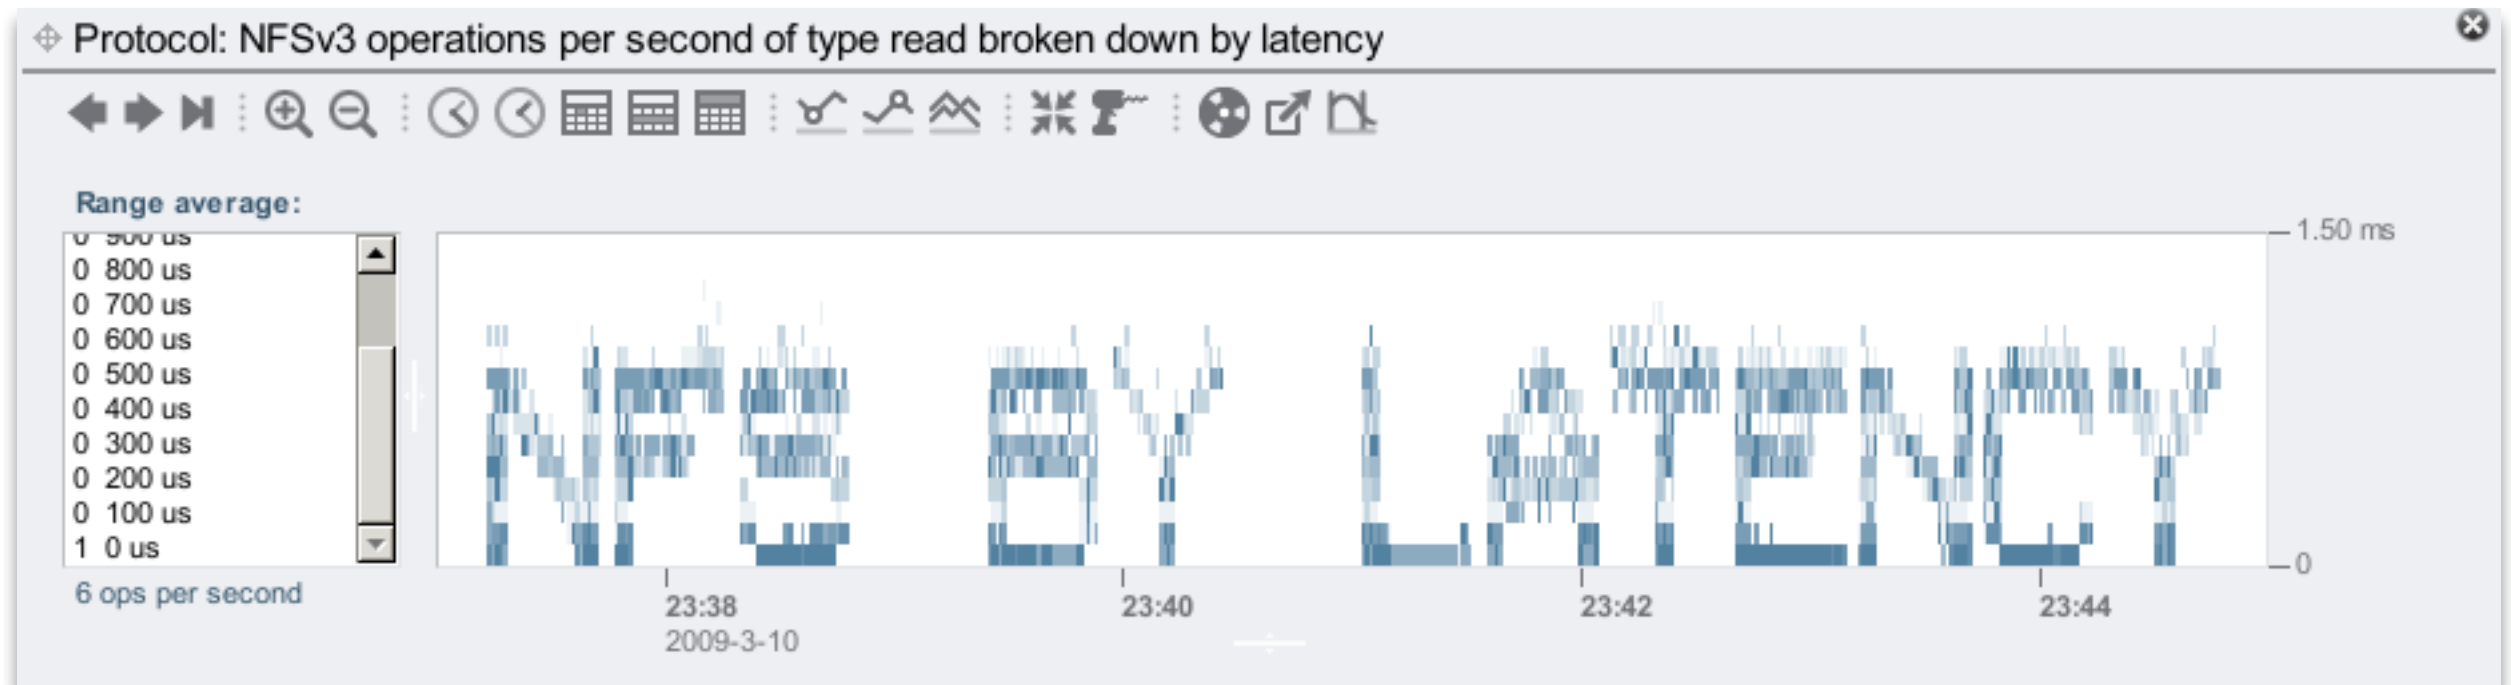 Protocol: NFSv3 operations per second of type read broken down by latency
Range average:
0 900 us
0 800 us
0 700 us
0 600 us
0 500 us
0 400 us
0 300 us
0 200 us
0 100 us
1 0 us
6 ops per second
NFS BY LATENCY
1.50 ms
0
23:38 23:40 23:42 23:44
2009-3-10